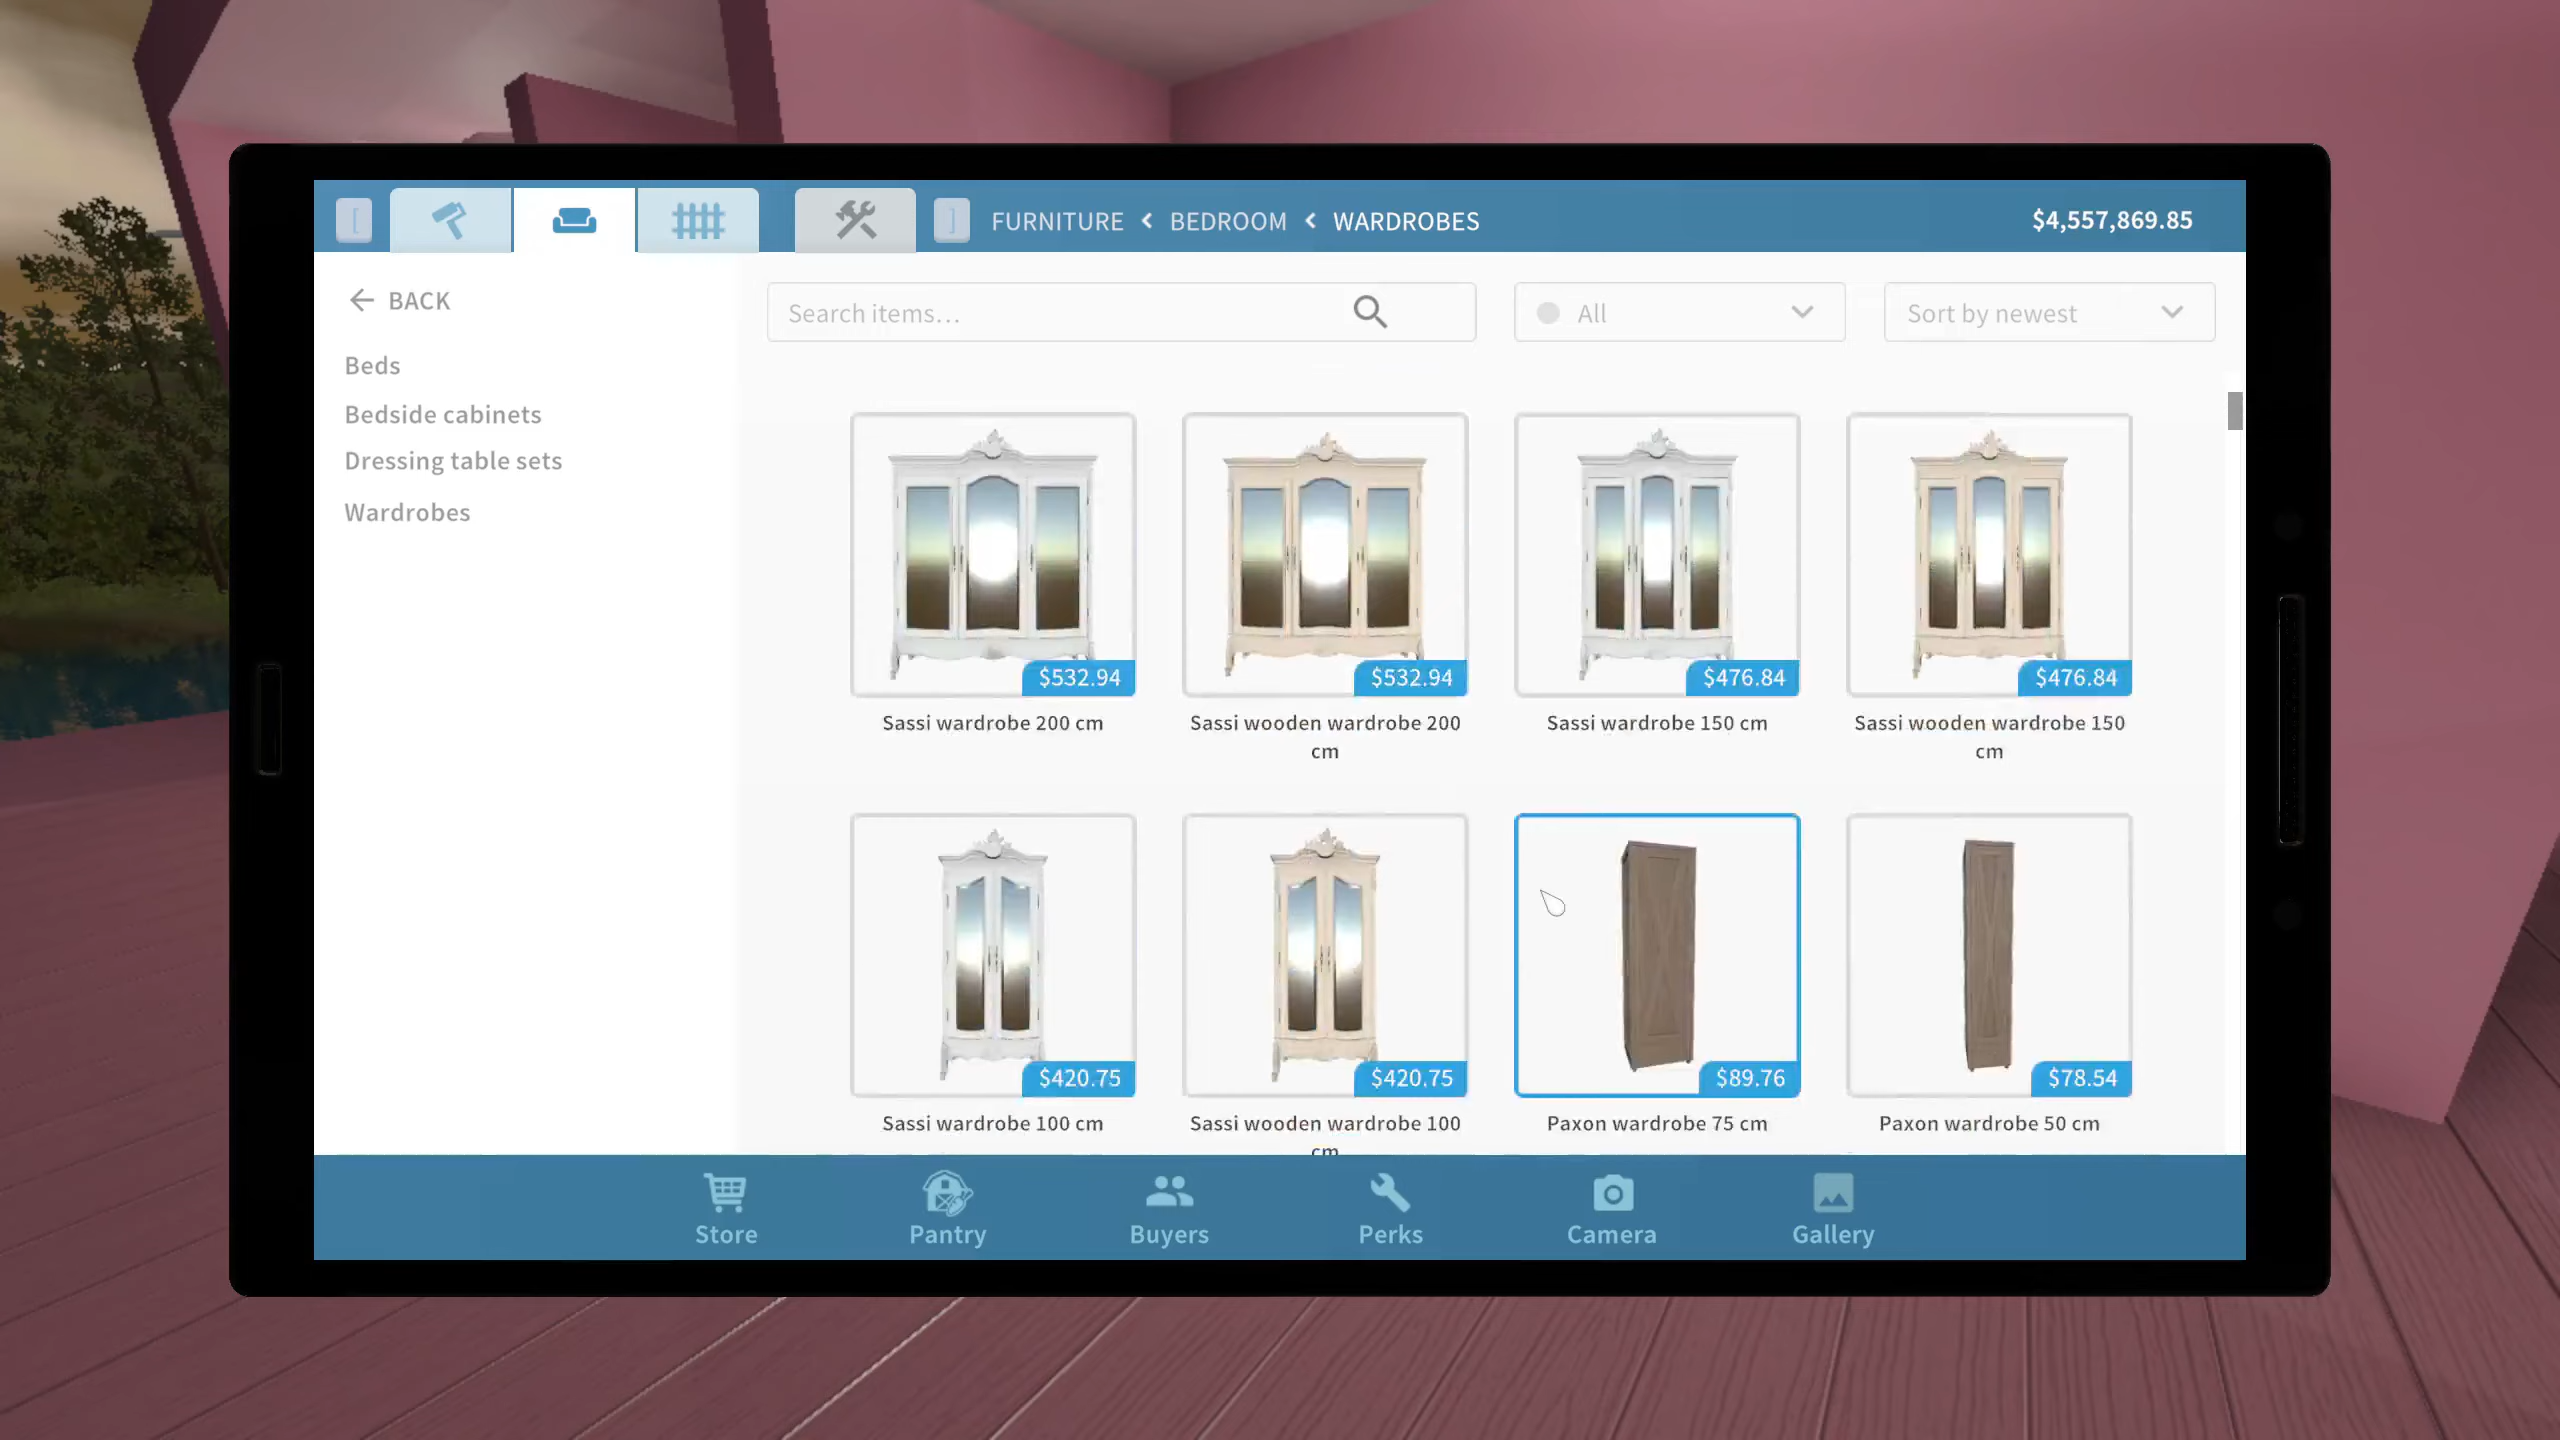 [
]
FURNITURE < BEDROOM < WARDROBES
$4,557,869.85
BACK
Search items...
All
Sort by newest
Beds
Bedside cabinets
Dressing table sets
Wardrobes
$532.94
$532.94
$476.84
$476.84
Sassi wardrobe 200 cm
Sassi wooden wardrobe 200
cm
Sassi wardrobe 150 cm
Sassi wooden wardrobe 150
cm
$420.75
$420.75
$89.76
$78.54
Sassi wardrobe 100 cm
Sassi wooden wardrobe 100
cm
Paxon wardrobe 75 cm
Paxon wardrobe 50 cm
Store
Pantry
Buyers
Perks
Camera
Gallery